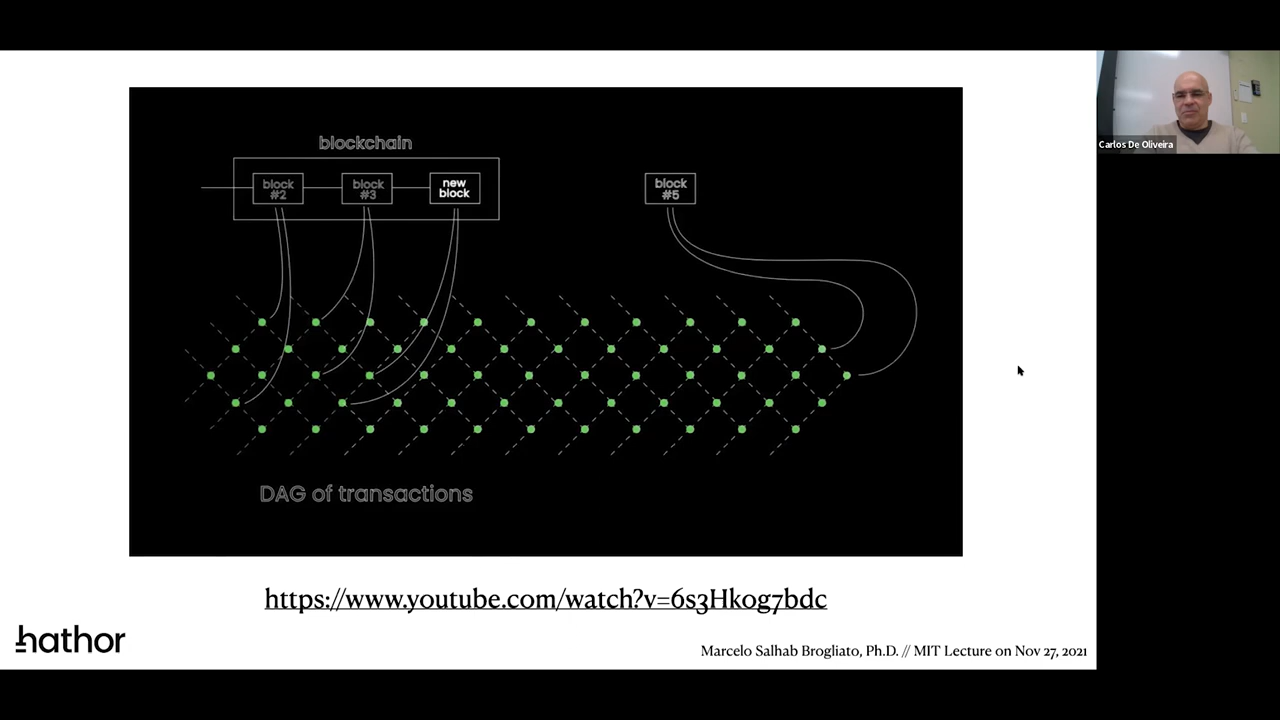 blockchain
block
#2
block
#3
new
block
block
#5
DAG of transactions
https://www.youtube.com/watch?v=6s3Hkog7bdc
hathor
Marcelo Salhab Brogliato, Ph.D. // MIT Lecture on Nov 27, 2021
Carlos De Oliveira